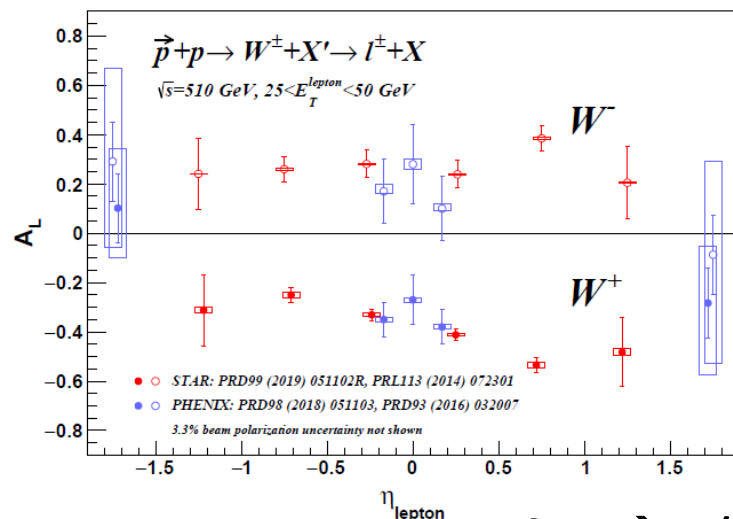 p⃗+p→ W±+X'→ l±+X
√s=510 GeV, 25<E_T^lepton<50 GeV
W⁻
W⁺
STAR: PRD99 (2019) 051102R, PRL113 (2014) 072301
PHENIX: PRD98 (2018) 051103, PRD93 (2016) 032007
3.3% beam polarization uncertainty not shown
A_L
0.8
0.6
0.4
0.2
0
−0.2
−0.4
−0.6
−0.8
−1.5 −1 −0.5 0 0.5 1 1.5
η_lepton